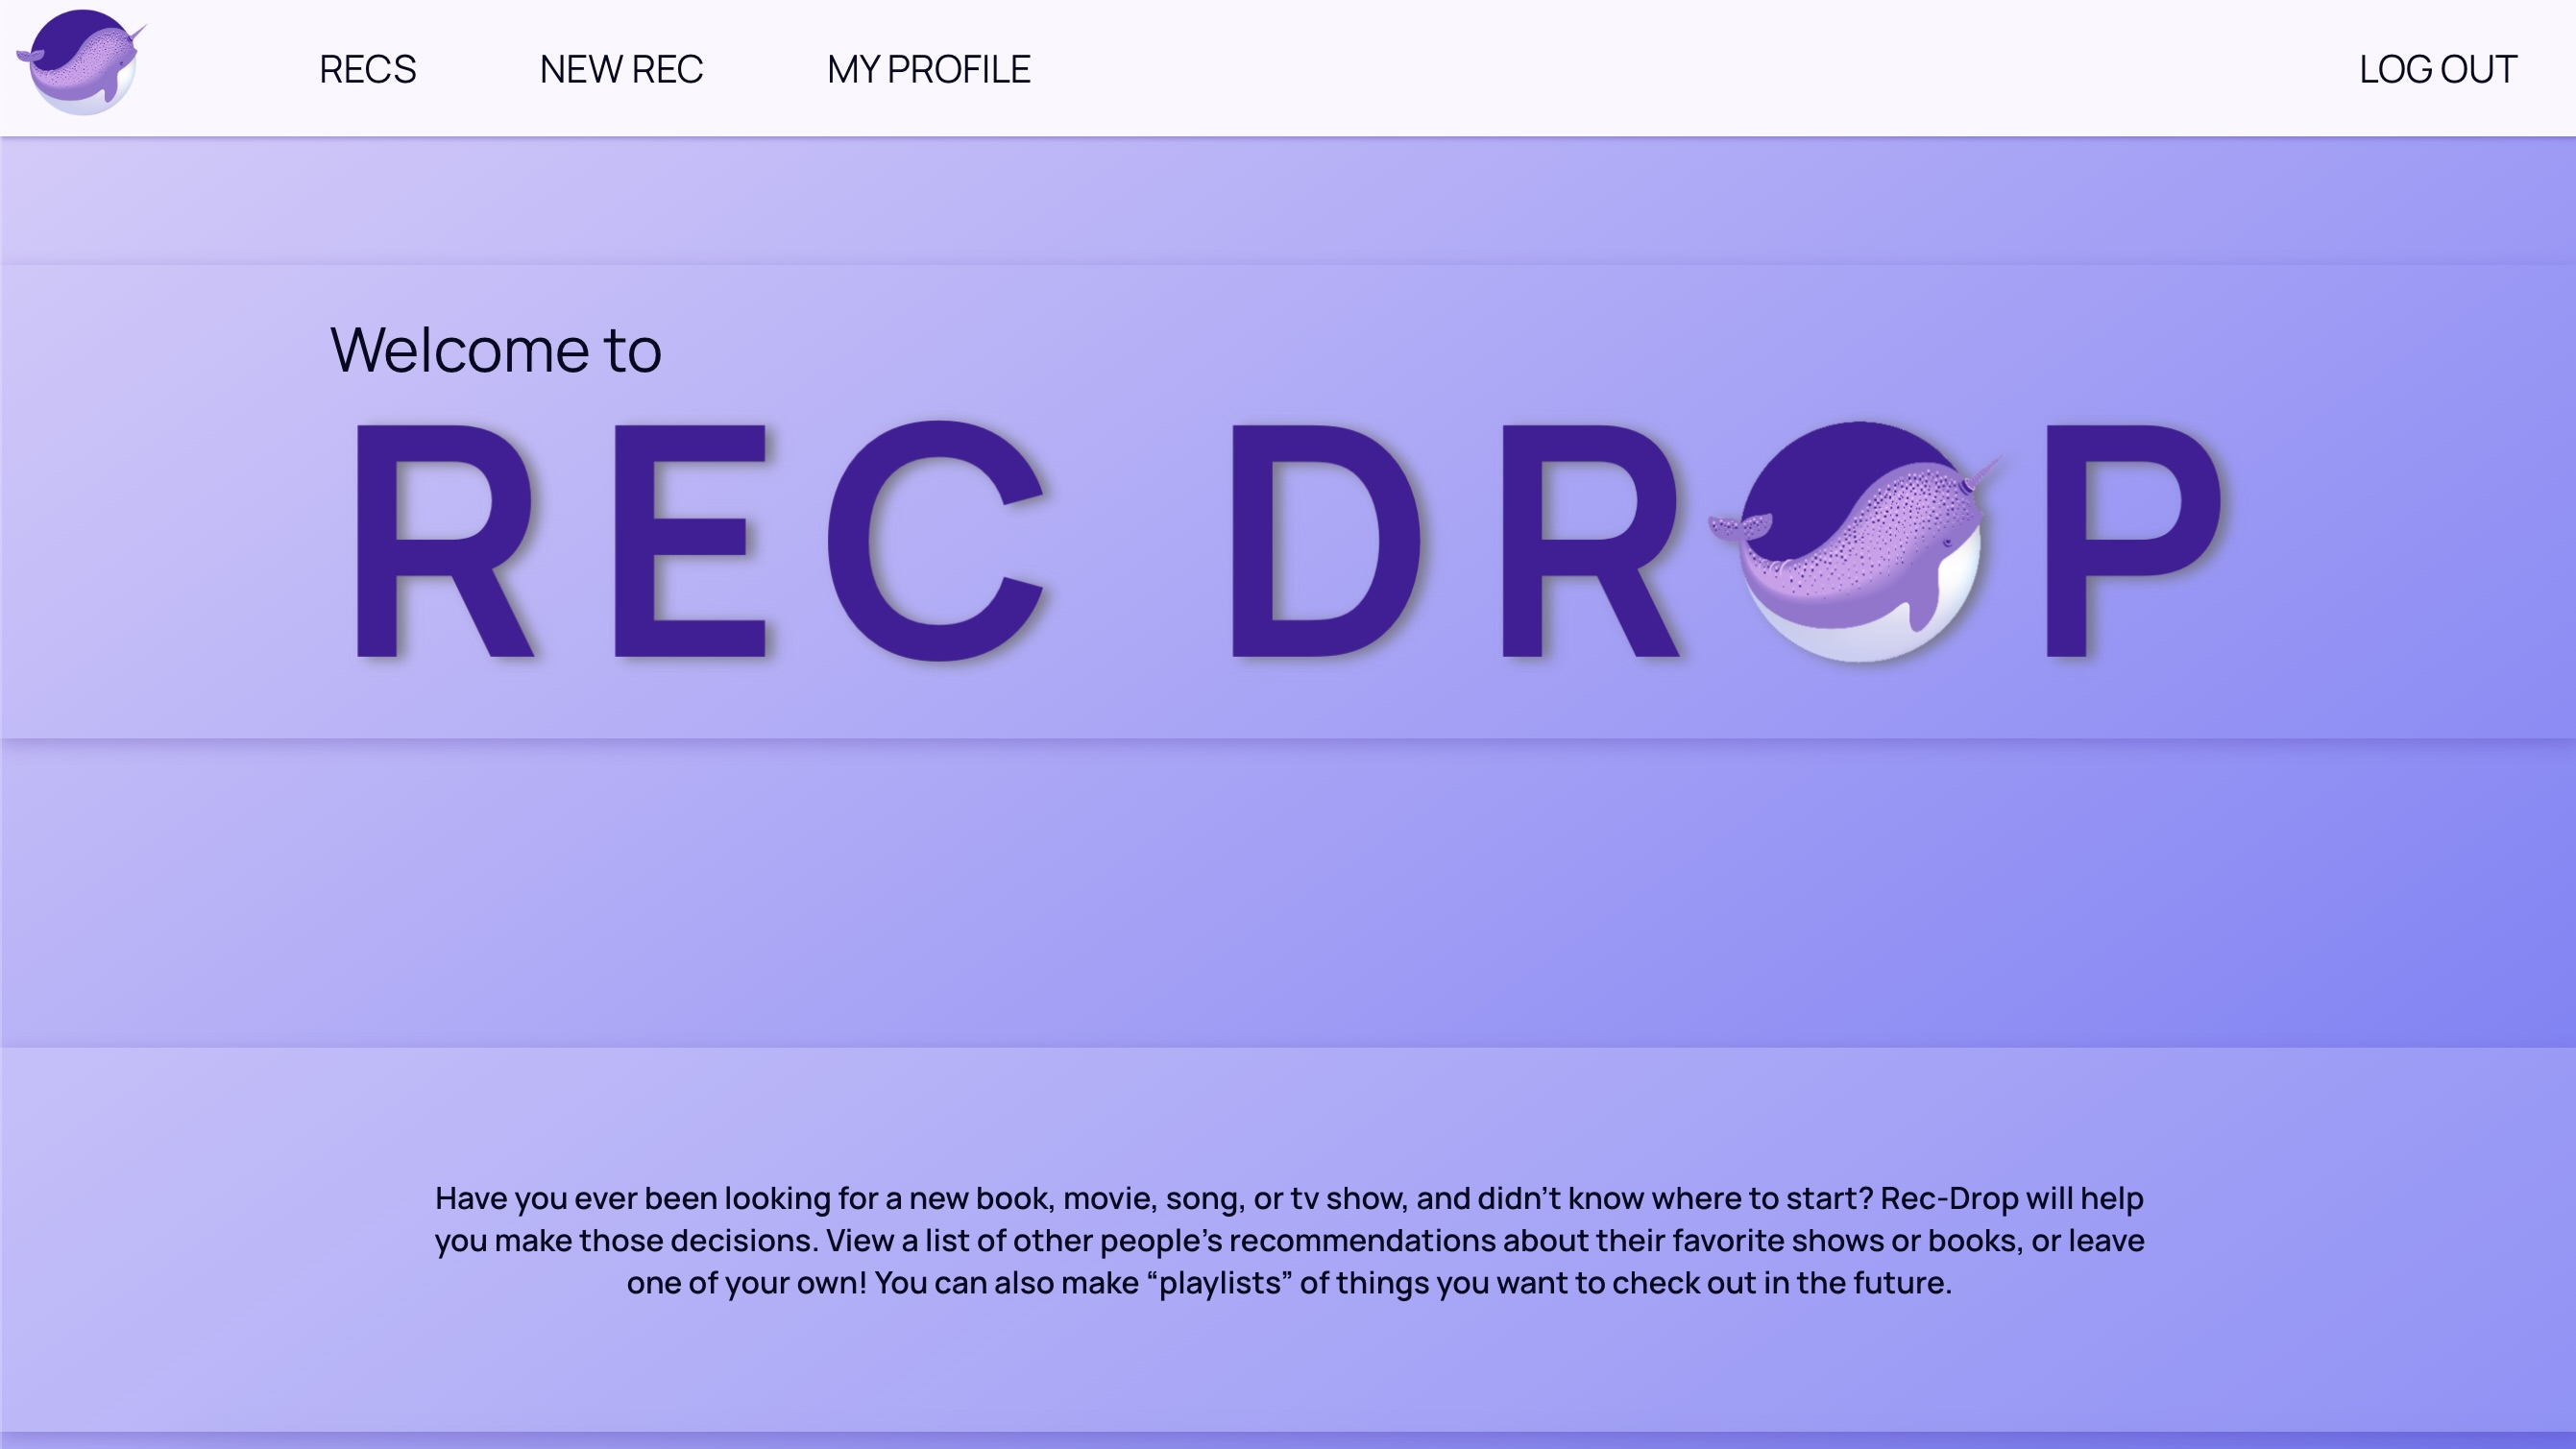 RECS NEW REC MY PROFILE LOG OUT
Welcome to
REC DROP
Have you ever been looking for a new book, movie, song, or tv show, and didn’t know where to start? Rec-Drop will help
you make those decisions. View a list of other people’s recommendations about their favorite shows or books, or leave
one of your own! You can also make “playlists” of things you want to check out in the future.